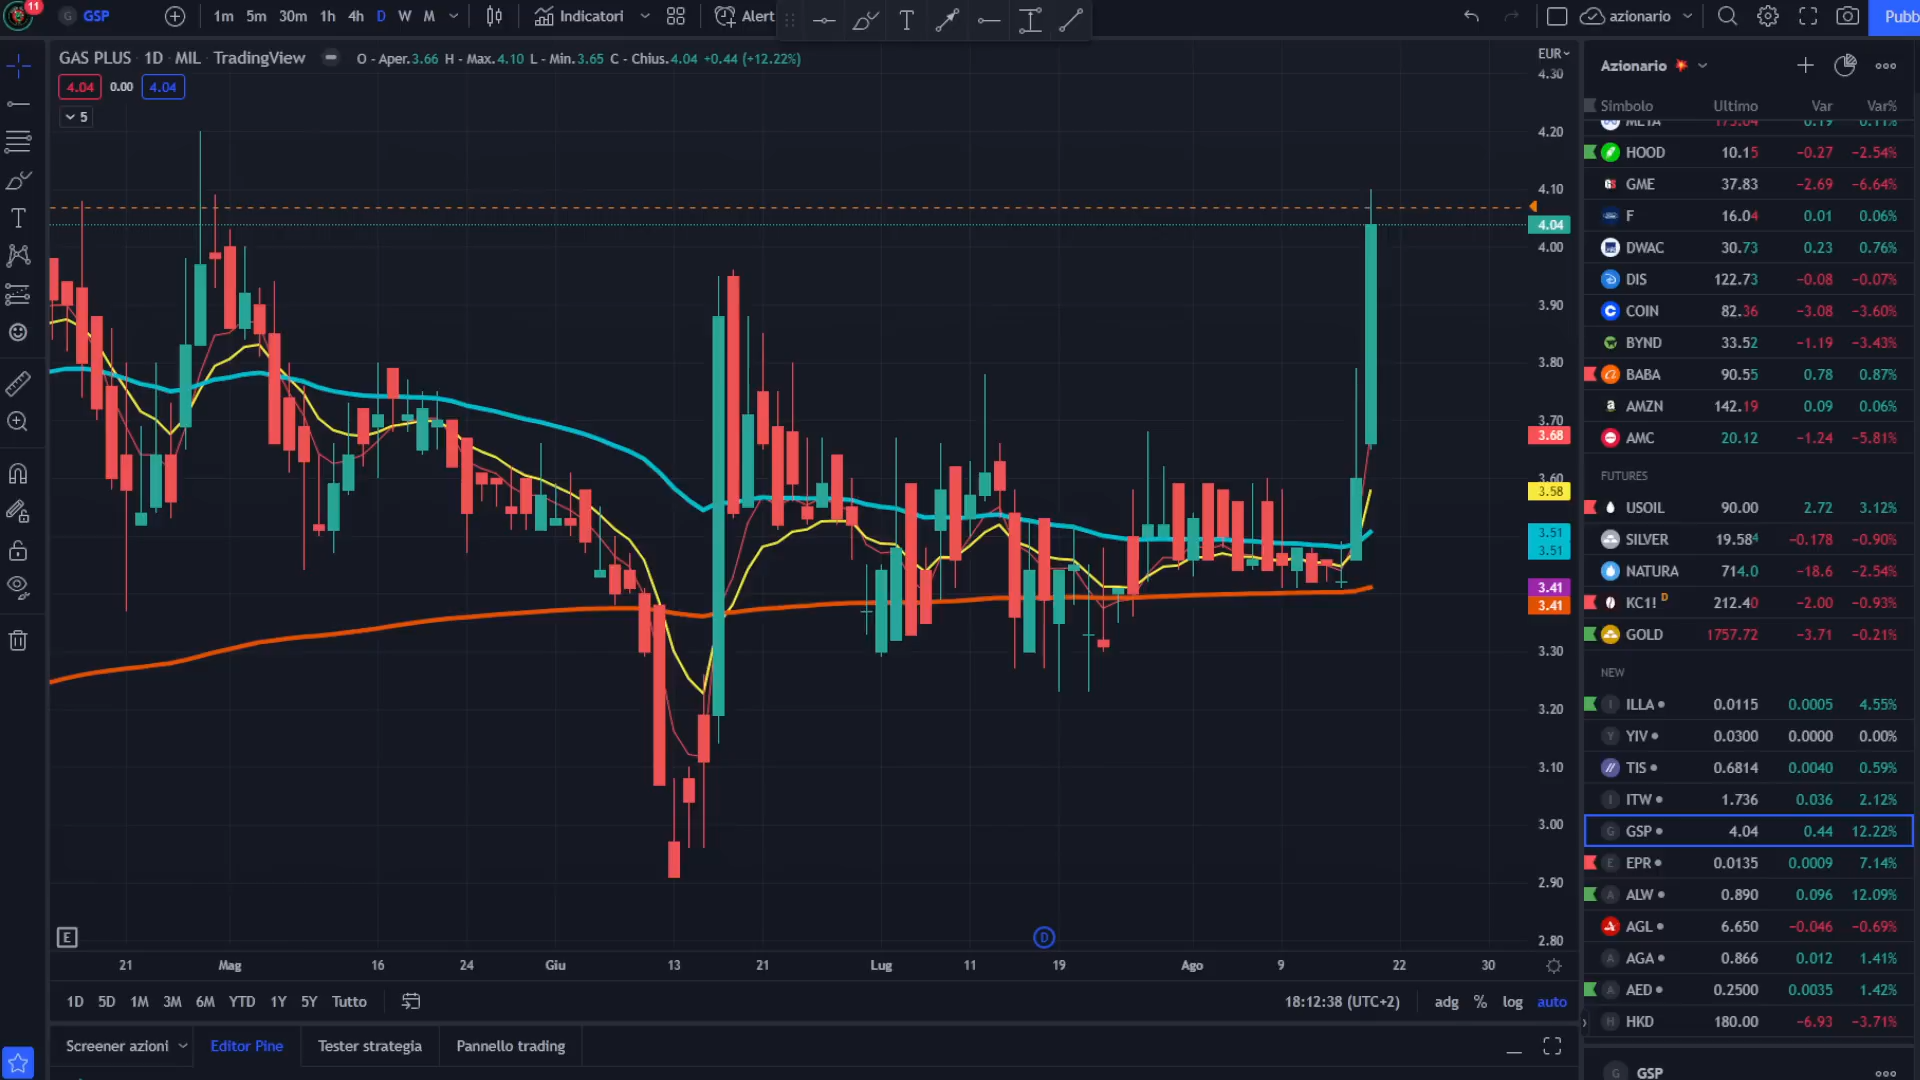 11
GSP
1m 5m 30m 1h 4h D W M Indicatori Alert azionario Pubb
GAS PLUS 1D MIL TradingView O - Aper.3.66 H - Max.4.10 L - Min.3.65 C - Chius.4.04 +0.44 (+12.22%)
4.04 0.00 4.04
5
EUR
4.30
4.20
4.10
4.04
4.00
3.90
3.80
3.70
3.68
3.60
3.58
3.51
3.51
3.41
3.41
3.30
3.20
3.10
3.00
2.90
2.80
E
D
21 Mag 16 24 Giu 13 21 Lug 11 19 Ago 9 22 30
1D 5D 1M 3M 6M YTD 1Y 5Y Tutto 18:12:38 (UTC+2) adg % log auto
Screener azioni Editor Pine Tester strategia Pannello trading
Azionario
Simbolo Ultimo Var Var%
META 0.19 0.11%
HOOD 10.15 −0.27 −2.54%
GME 37.83 −2.69 −6.64%
F 16.04 0.01 0.06%
DWAC 30.73 0.23 0.76%
DIS 122.73 −0.08 −0.07%
COIN 82.36 −3.08 −3.60%
BYND 33.52 −1.19 −3.43%
BABA 90.55 0.78 0.87%
AMZN 142.19 0.09 0.06%
AMC 20.12 −1.24 −5.81%
FUTURES
USOIL 90.00 2.72 3.12%
SILVER 19.584 −0.178 −0.90%
NATURA 714.0 −18.6 −2.54%
KC1! D 212.40 −2.00 −0.93%
GOLD 1757.72 −3.71 −0.21%
NEW
ILLA 0.0115 0.0005 4.55%
YIV 0.0300 0.0000 0.00%
TIS 0.6814 0.0040 0.59%
ITW 1.736 0.036 2.12%
GSP 4.04 0.44 12.22%
EPR 0.0135 0.0009 7.14%
ALW 0.890 0.096 12.09%
AGL 6.650 −0.046 −0.69%
AGA 0.866 0.012 1.41%
AED 0.2500 0.0035 1.42%
HKD 180.00 −6.93 −3.71%
GSP